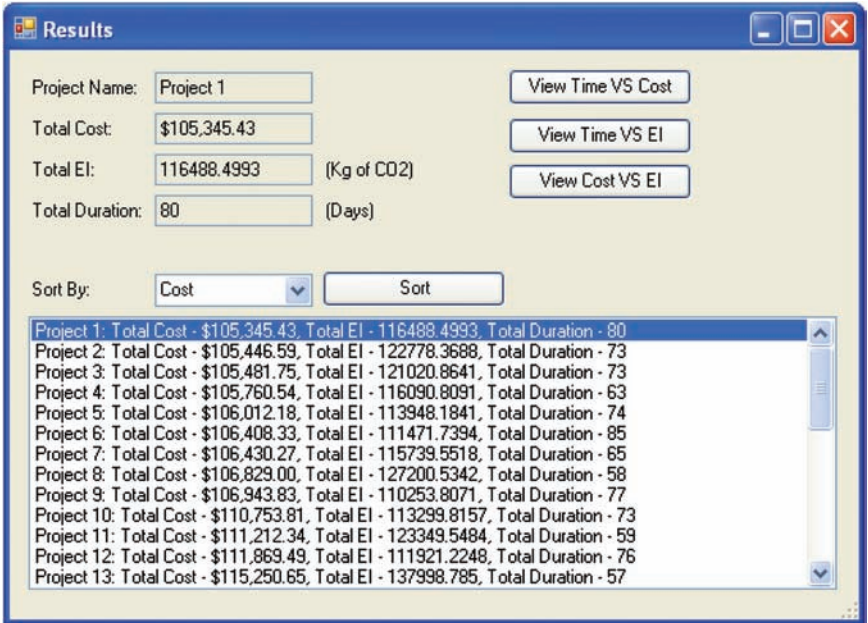 Results
Project Name: Project 1
View Time VS Cost
Total Cost: $105,345.43
View Time VS EI
Total EI: 116488.4993 (Kg of CO2)
View Cost VS EI
Total Duration: 80 (Days)
Sort By: Cost Sort
Project 1: Total Cost - $105,345.43, Total EI - 116488.4993, Total Duration - 80
Project 2: Total Cost - $105,446.59, Total EI - 122778.3688, Total Duration - 73
Project 3: Total Cost - $105,481.75, Total EI - 121020.8641, Total Duration - 73
Project 4: Total Cost - $105,760.54, Total EI - 116090.8091, Total Duration - 63
Project 5: Total Cost - $106,012.18, Total EI - 113948.1841, Total Duration - 74
Project 6: Total Cost - $106,408.33, Total EI - 111471.7394, Total Duration - 85
Project 7: Total Cost - $106,430.27, Total EI - 115739.5518, Total Duration - 65
Project 8: Total Cost - $106,829.00, Total EI - 127200.5342, Total Duration - 58
Project 9: Total Cost - $106,943.83, Total EI - 110253.8071, Total Duration - 77
Project 10: Total Cost - $110,753.81, Total EI - 113299.8157, Total Duration - 73
Project 11: Total Cost - $111,212.34, Total EI - 123349.5484, Total Duration - 59
Project 12: Total Cost - $111,869.49, Total EI - 111921.2248, Total Duration - 76
Project 13: Total Cost - $115,250.65, Total EI - 137998.785, Total Duration - 57